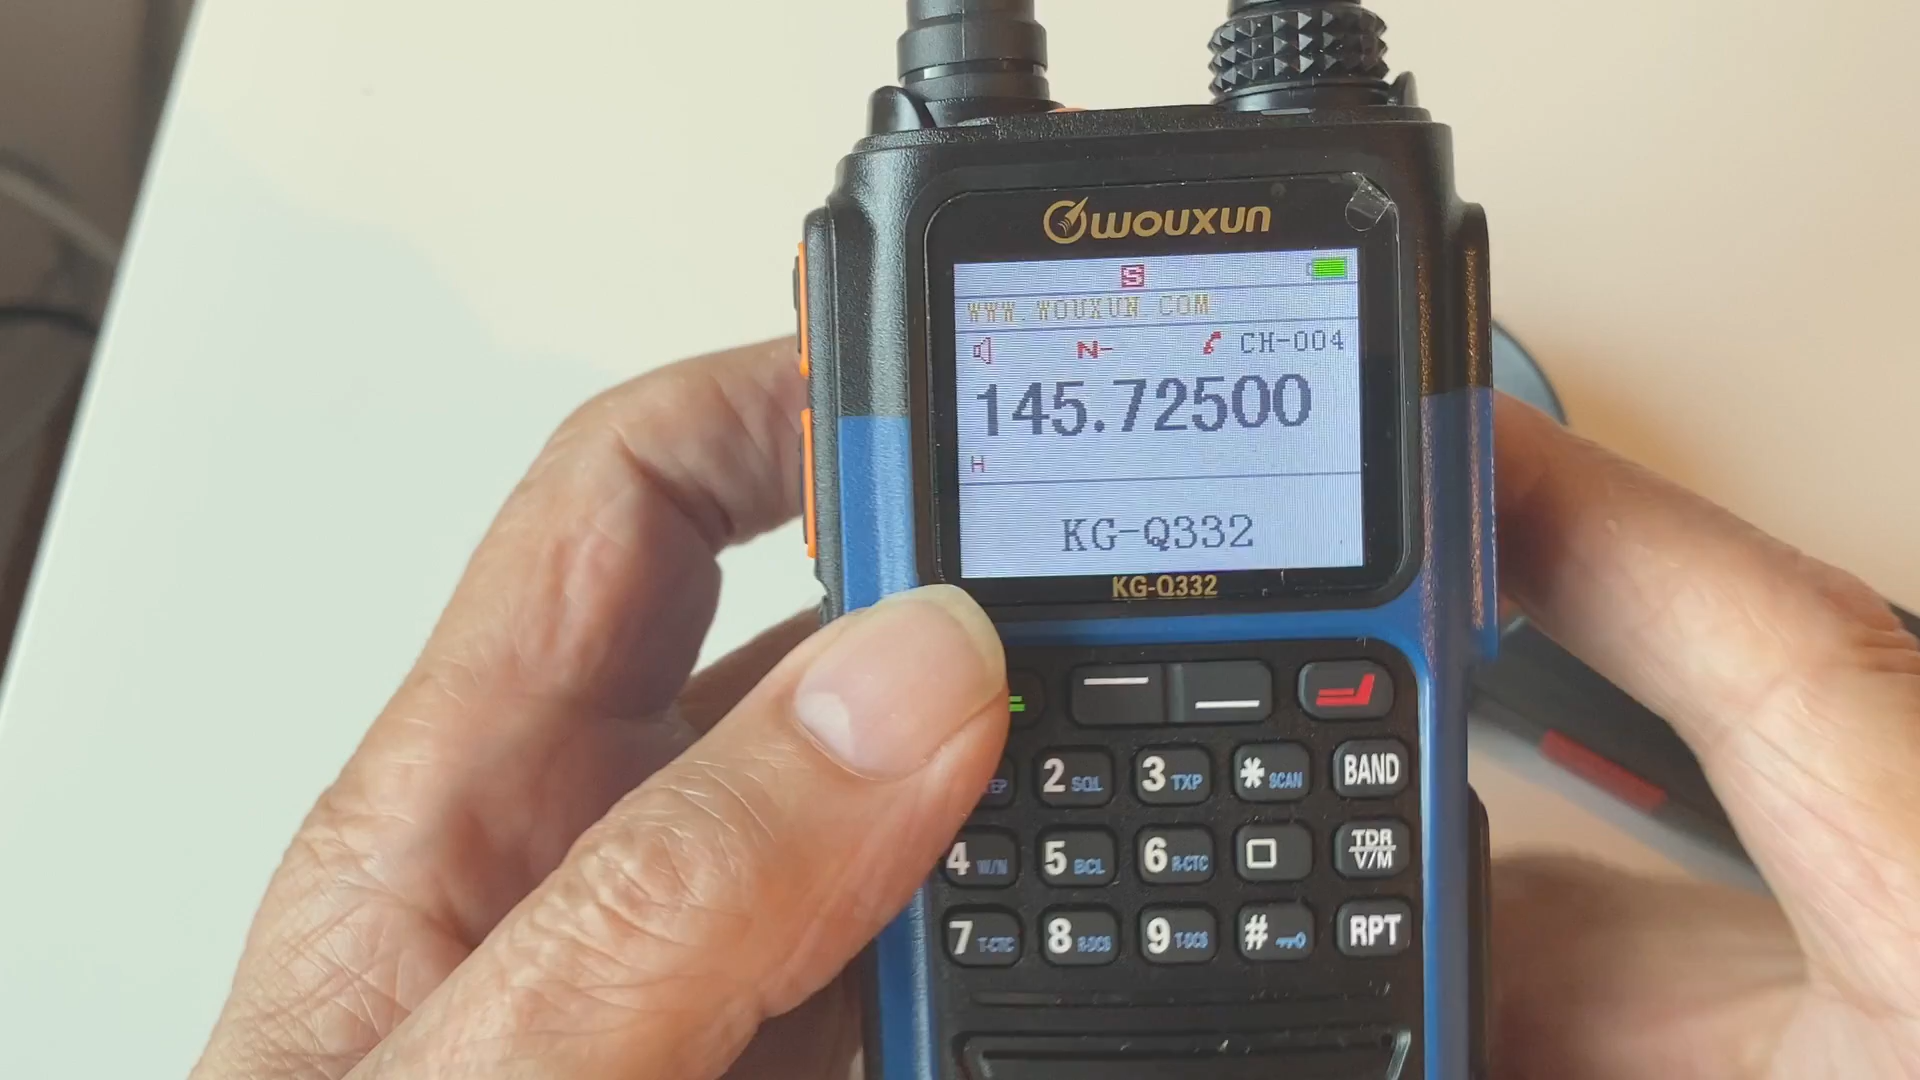 WOUXUN
S
WWW.WOUXUN.COM
N- CH-004
145.72500
H
KG-Q332
KG-Q332
2 SQL 3 TXP * SCAN BAND
4 W/N 5 BCL 6 R-CTC TDR V/M
7 T-CTC 8 R-DCS 9 T-DCS # RPT